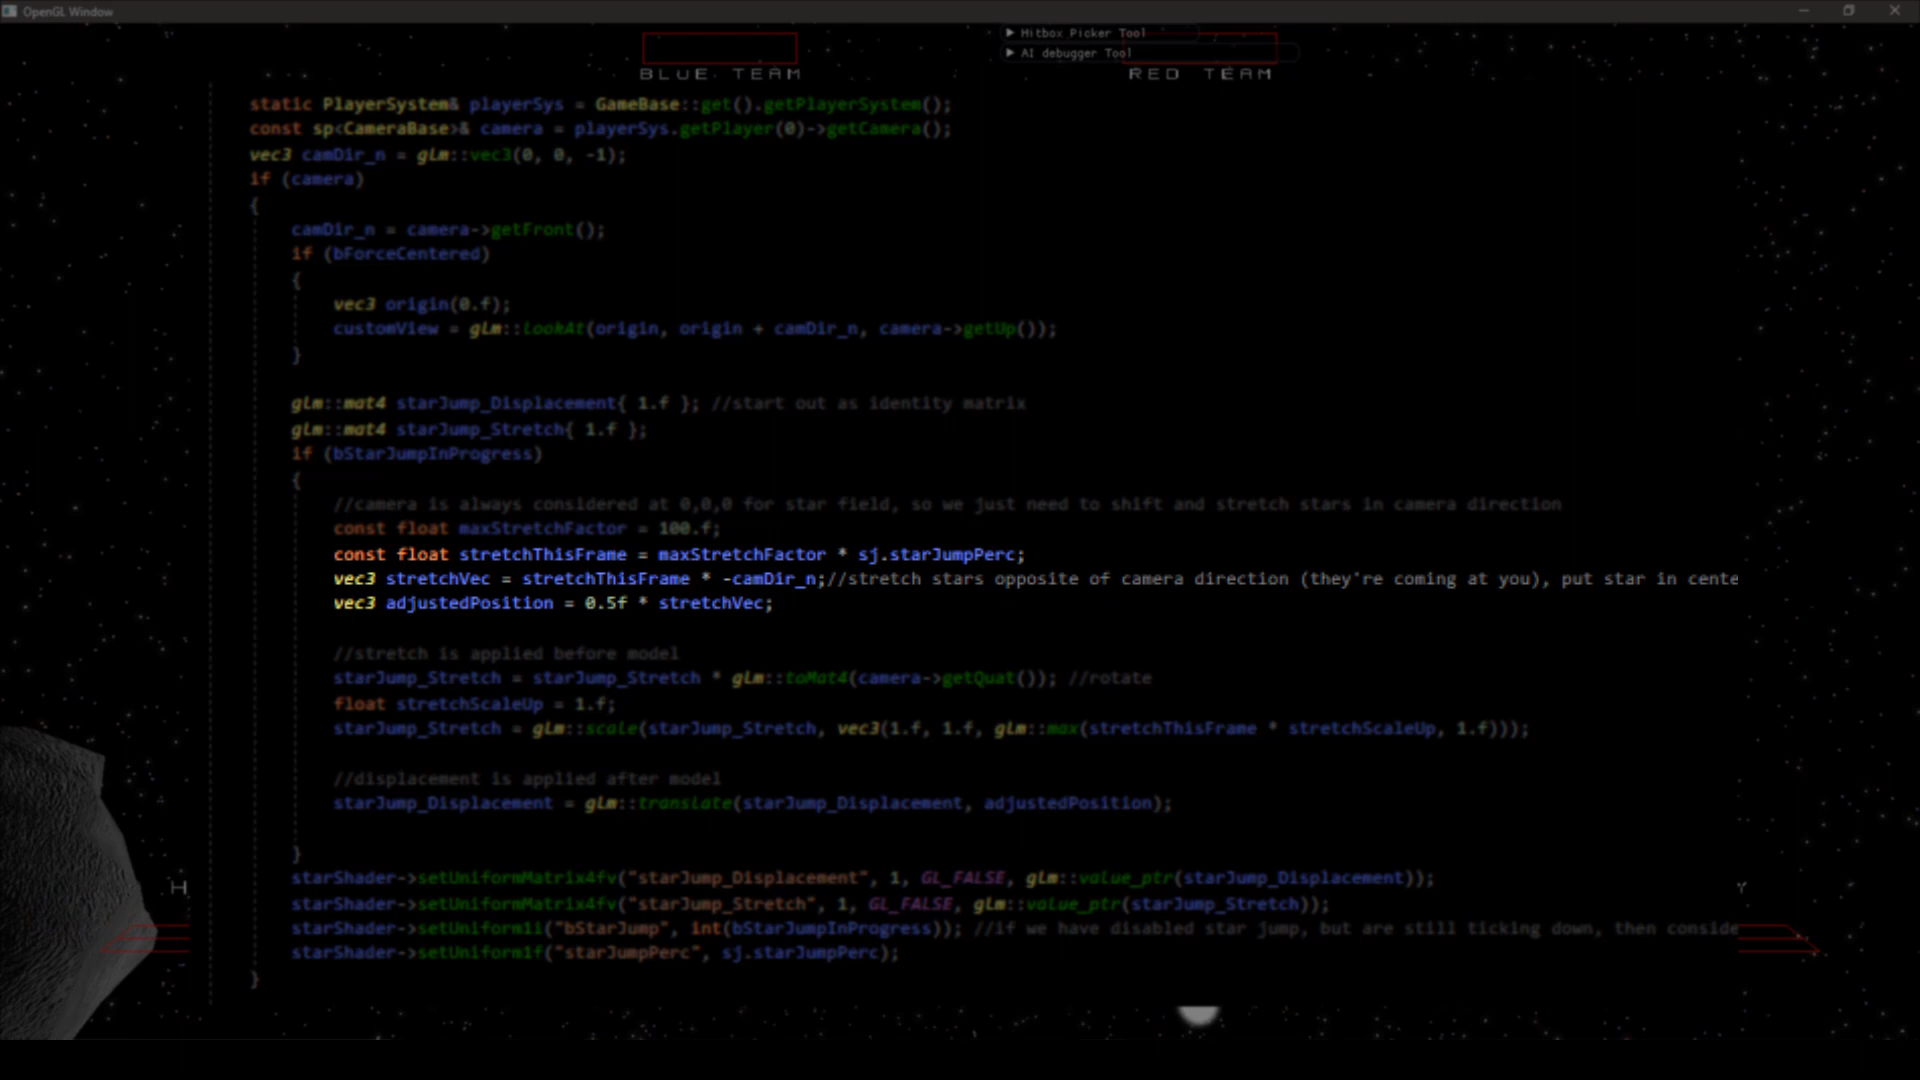 OpenGL Window
▶ Hitbox Picker Tool
▶ AI debugger Tool
BLUE TEAM
RED TEAM
static PlayerSystem& playerSys = GameBase::get().getPlayerSystem();
const sp<CameraBase>& camera = playerSys.getPlayer(0)->getCamera();
vec3 camDir_n = glm::vec3(0, 0, -1);
if (camera)
{
camDir_n = camera->getFront();
if (bForceCentered)
{
vec3 origin(0.f);
customView = glm::lookAt(origin, origin + camDir_n, camera->getUp());
}
glm::mat4 starJump_Displacement{ 1.f }; //start out as identity matrix
glm::mat4 starJump_Stretch{ 1.f };
if (bStarJumpInProgress)
{
//camera is always considered at 0,0,0 for star field, so we just need to shift and stretch stars in camera direction
const float maxStretchFactor = 100.f;
const float stretchThisFrame = maxStretchFactor * sj.starJumpPerc;
vec3 stretchVec = stretchThisFrame * -camDir_n;//stretch stars opposite of camera direction (they're coming at you), put star in cente
vec3 adjustedPosition = 0.5f * stretchVec;
//stretch is applied before model
starJump_Stretch = starJump_Stretch * glm::toMat4(camera->getQuat()); //rotate
float stretchScaleUp = 1.f;
starJump_Stretch = glm::scale(starJump_Stretch, vec3(1.f, 1.f, glm::max(stretchThisFrame * stretchScaleUp, 1.f)));
//displacement is applied after model
starJump_Displacement = glm::translate(starJump_Displacement, adjustedPosition);
}
H
starShader->setUniformMatrix4fv("starJump_Displacement", 1, GL_FALSE, glm::value_ptr(starJump_Displacement));
starShader->setUniformMatrix4fv("starJump_Stretch", 1, GL_FALSE, glm::value_ptr(starJump_Stretch));
starShader->setUniform1i("bStarJump", int(bStarJumpInProgress)); //if we have disabled star jump, but are still ticking down, then conside
starShader->setUniform1f("starJumpPerc", sj.starJumpPerc);
}